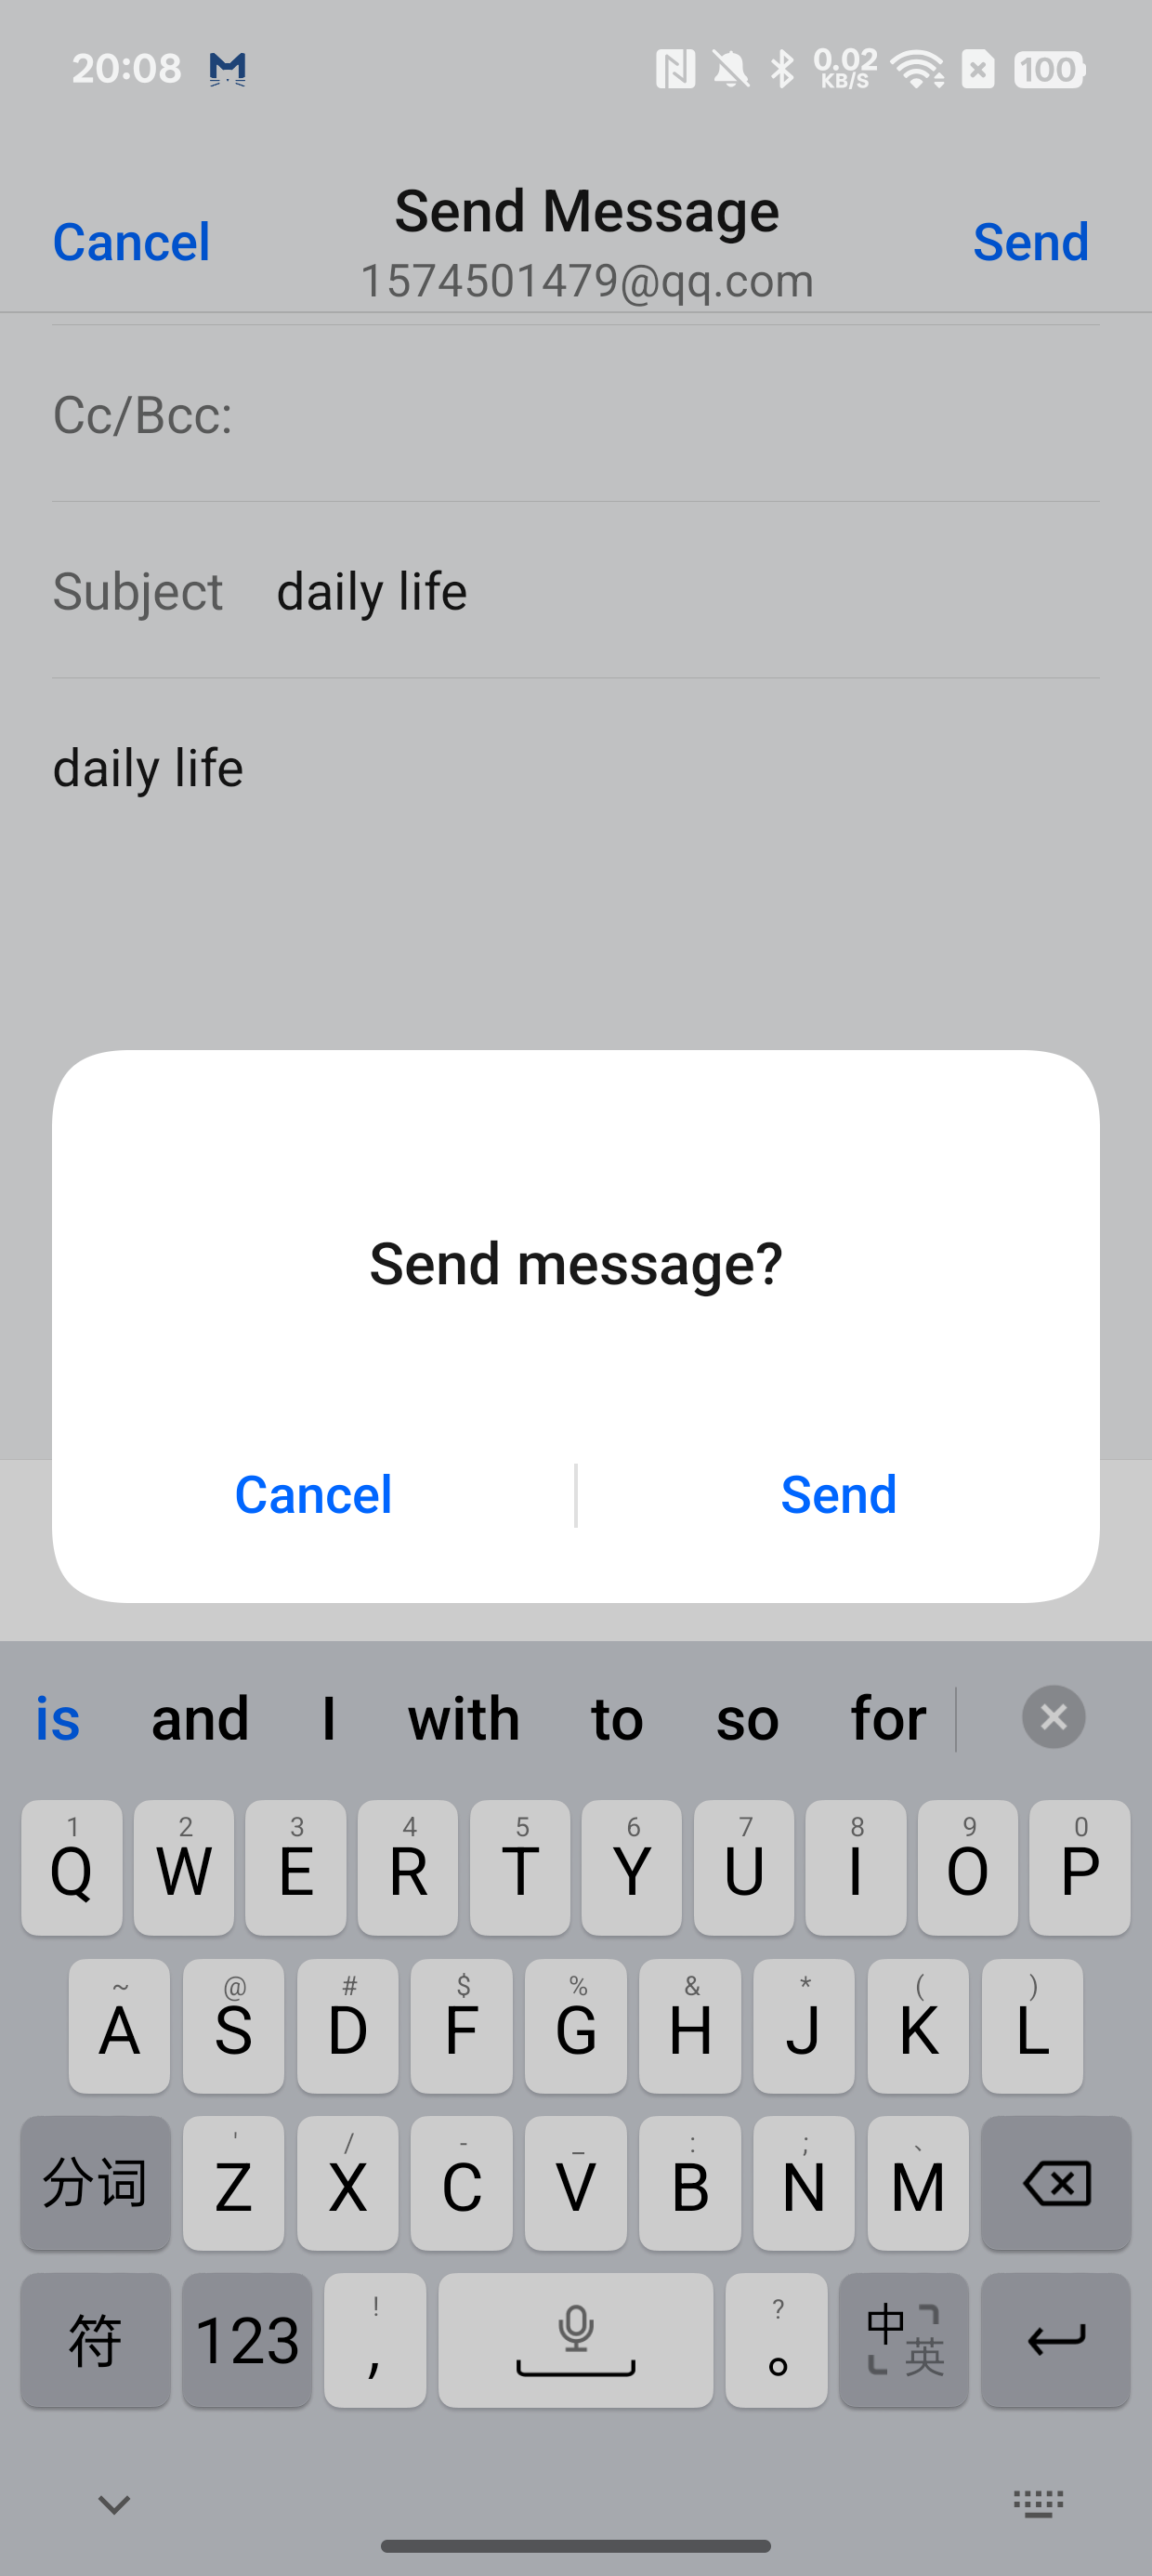 20:08 0.02 KB/S 100
Cancel Send Message Send
1574501479@qq.com
Cc/Bcc:
Subject daily life
daily life
Send message?
Cancel Send
is and I with to so for
1 2 3 4 5 6 7 8 9 0
Q W E R T Y U I O P
~ @ # $ % & * ( )
A S D F G H J K L
' / - _ : ; 、
分词 Z X C V B N M
! ?
符 123 , 。 中 英